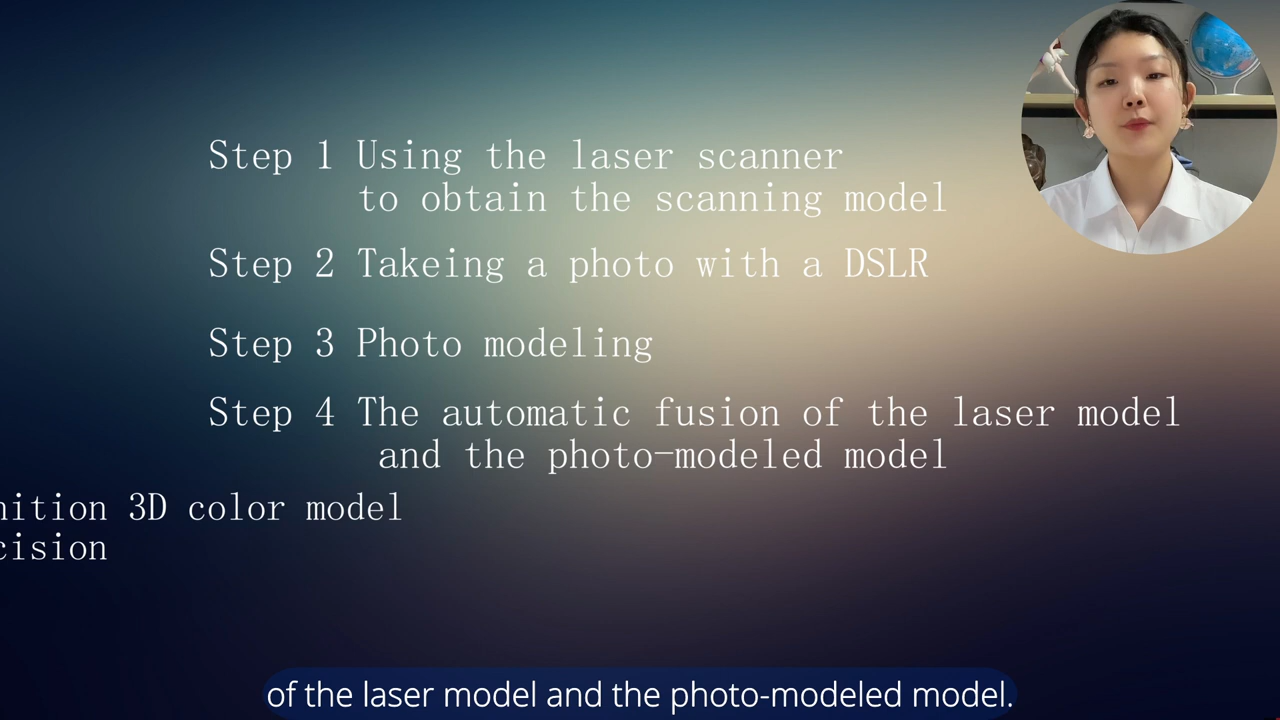 Step 1 Using the laser scanner
to obtain the scanning model
Step 2 Takeing a photo with a DSLR
Step 3 Photo modeling
Step 4 The automatic fusion of the laser model
and the photo-modeled model
3D color model
of the laser model and the photo-modeled model.